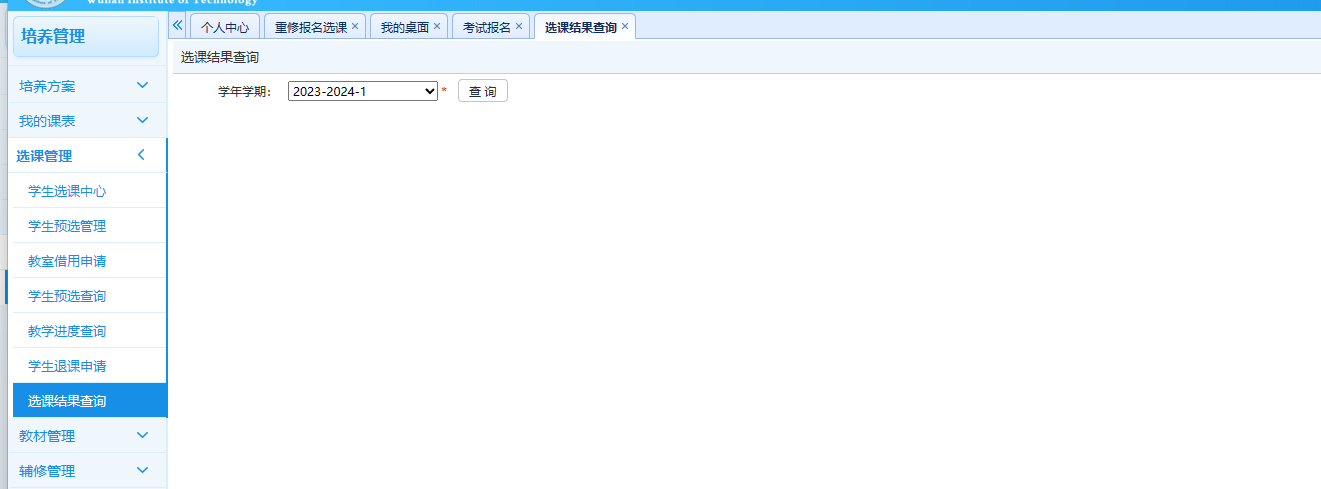 Wuhan Institute of Technology
培养管理
个人中心
重修报名选课
我的桌面
考试报名
选课结果查询
选课结果查询
学年学期：
2023-2024-1
*
查 询
培养方案
我的课表
选课管理
学生选课中心
学生预选管理
教室借用申请
学生预选查询
教学进度查询
学生退课申请
选课结果查询
教材管理
辅修管理